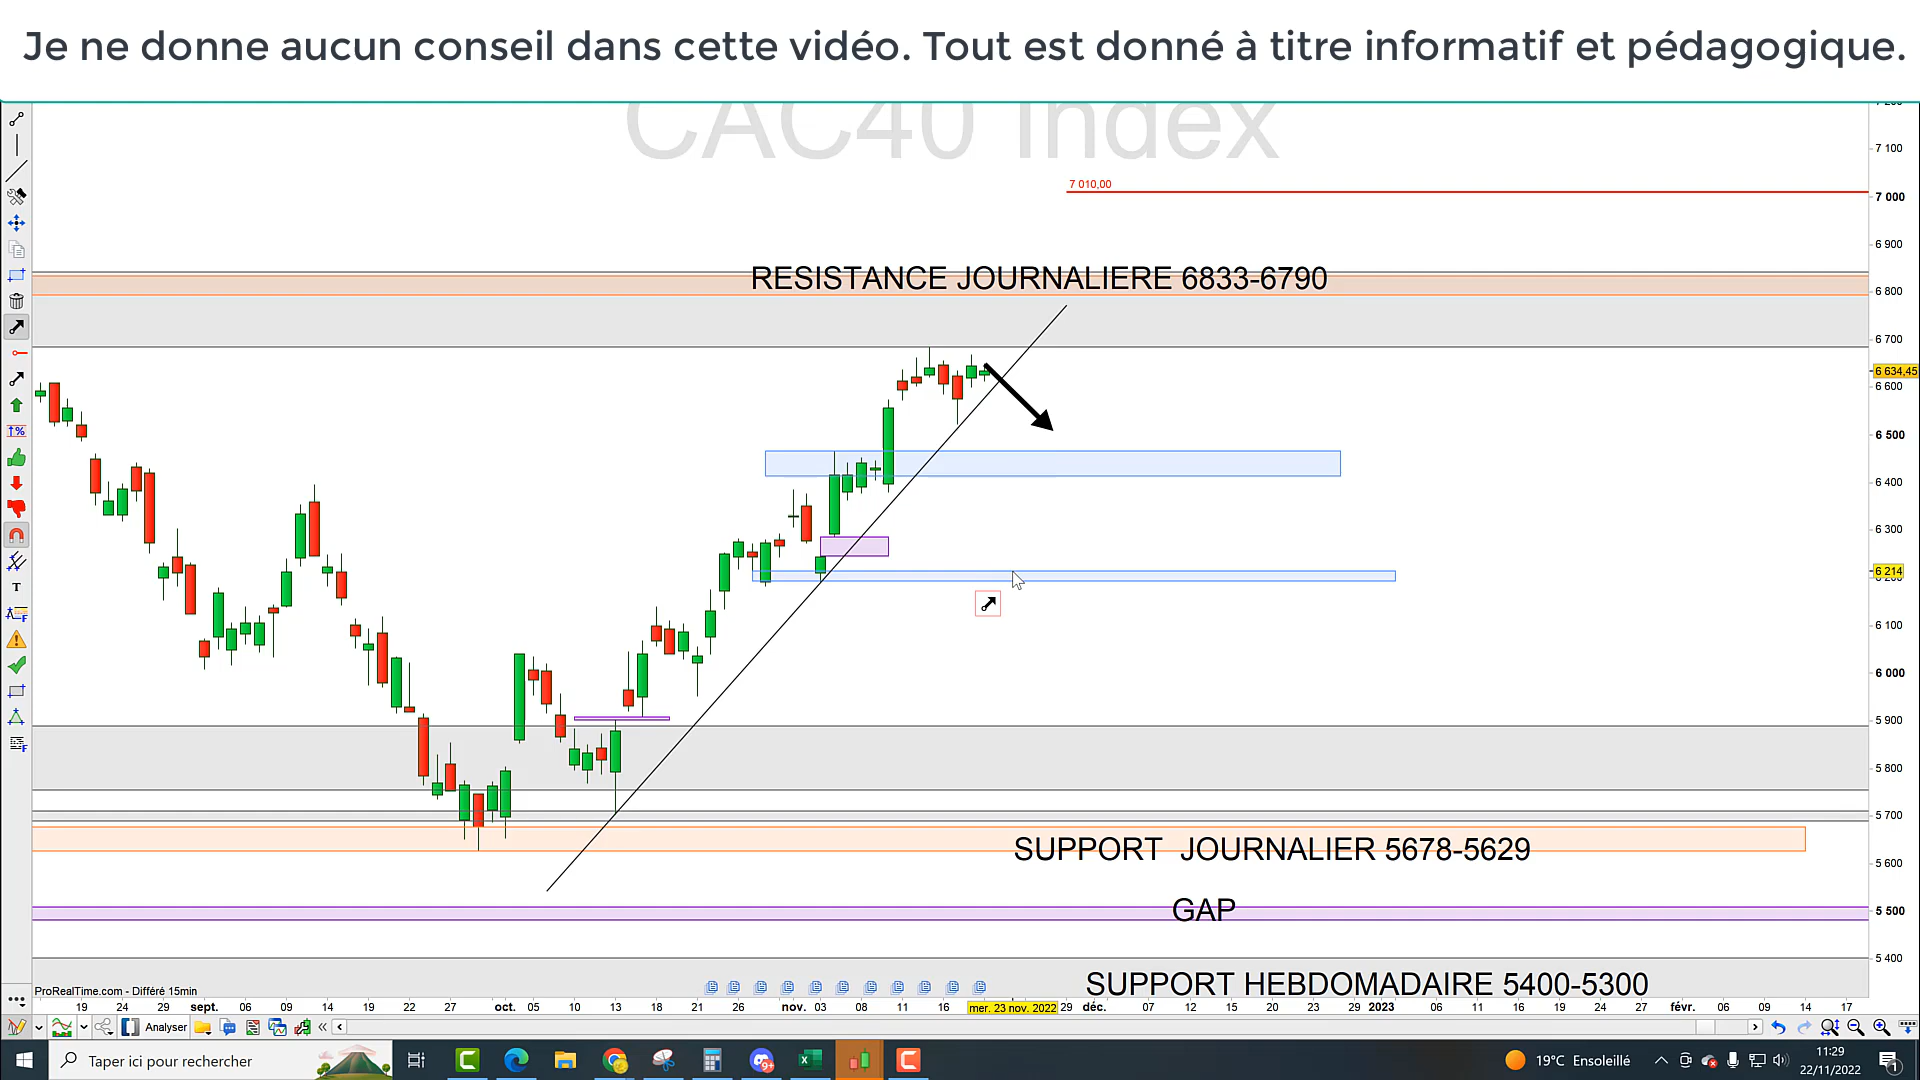 Je ne donne aucun conseil dans cette vidéo. Tout est donné à titre informatif et pédagogique.
CAC40 Index
7 100
7 010,00
7 000
6 900
RESISTANCE JOURNALIERE 6833-6790
6 800
6 700
6 634,45
6 600
6 500
6 400
6 300
6 214
6 100
6 000
5 900
5 800
5 700
SUPPORT JOURNALIER 5678-5629
5 600
GAP
5 500
5 400
SUPPORT HEBDOMADAIRE 5400-5300
ProRealTime.com - Différé 15min
19 24 29 sept. 06 09 14 19 22 27 oct. 05 10 13 18 21 26 nov. 03 08 11 16 mer. 23 nov. 2022 29 déc. 07 12 15 20 23 29 2023 06 11 16 19 24 27 févr. 06 09 14 17
Analyser
Taper ici pour rechercher
19°C Ensoleillé
11:29
22/11/2022